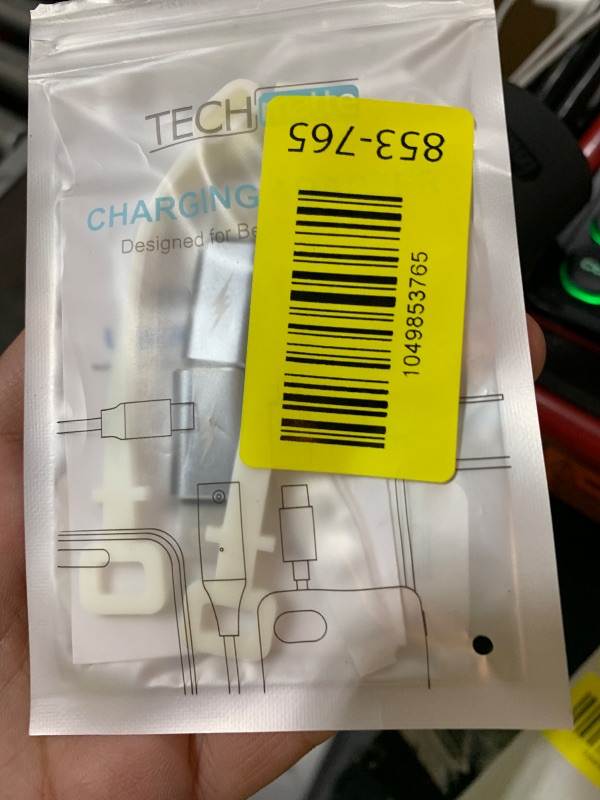 TECH
CHARGING
Designed for Be
853-765
1049853765